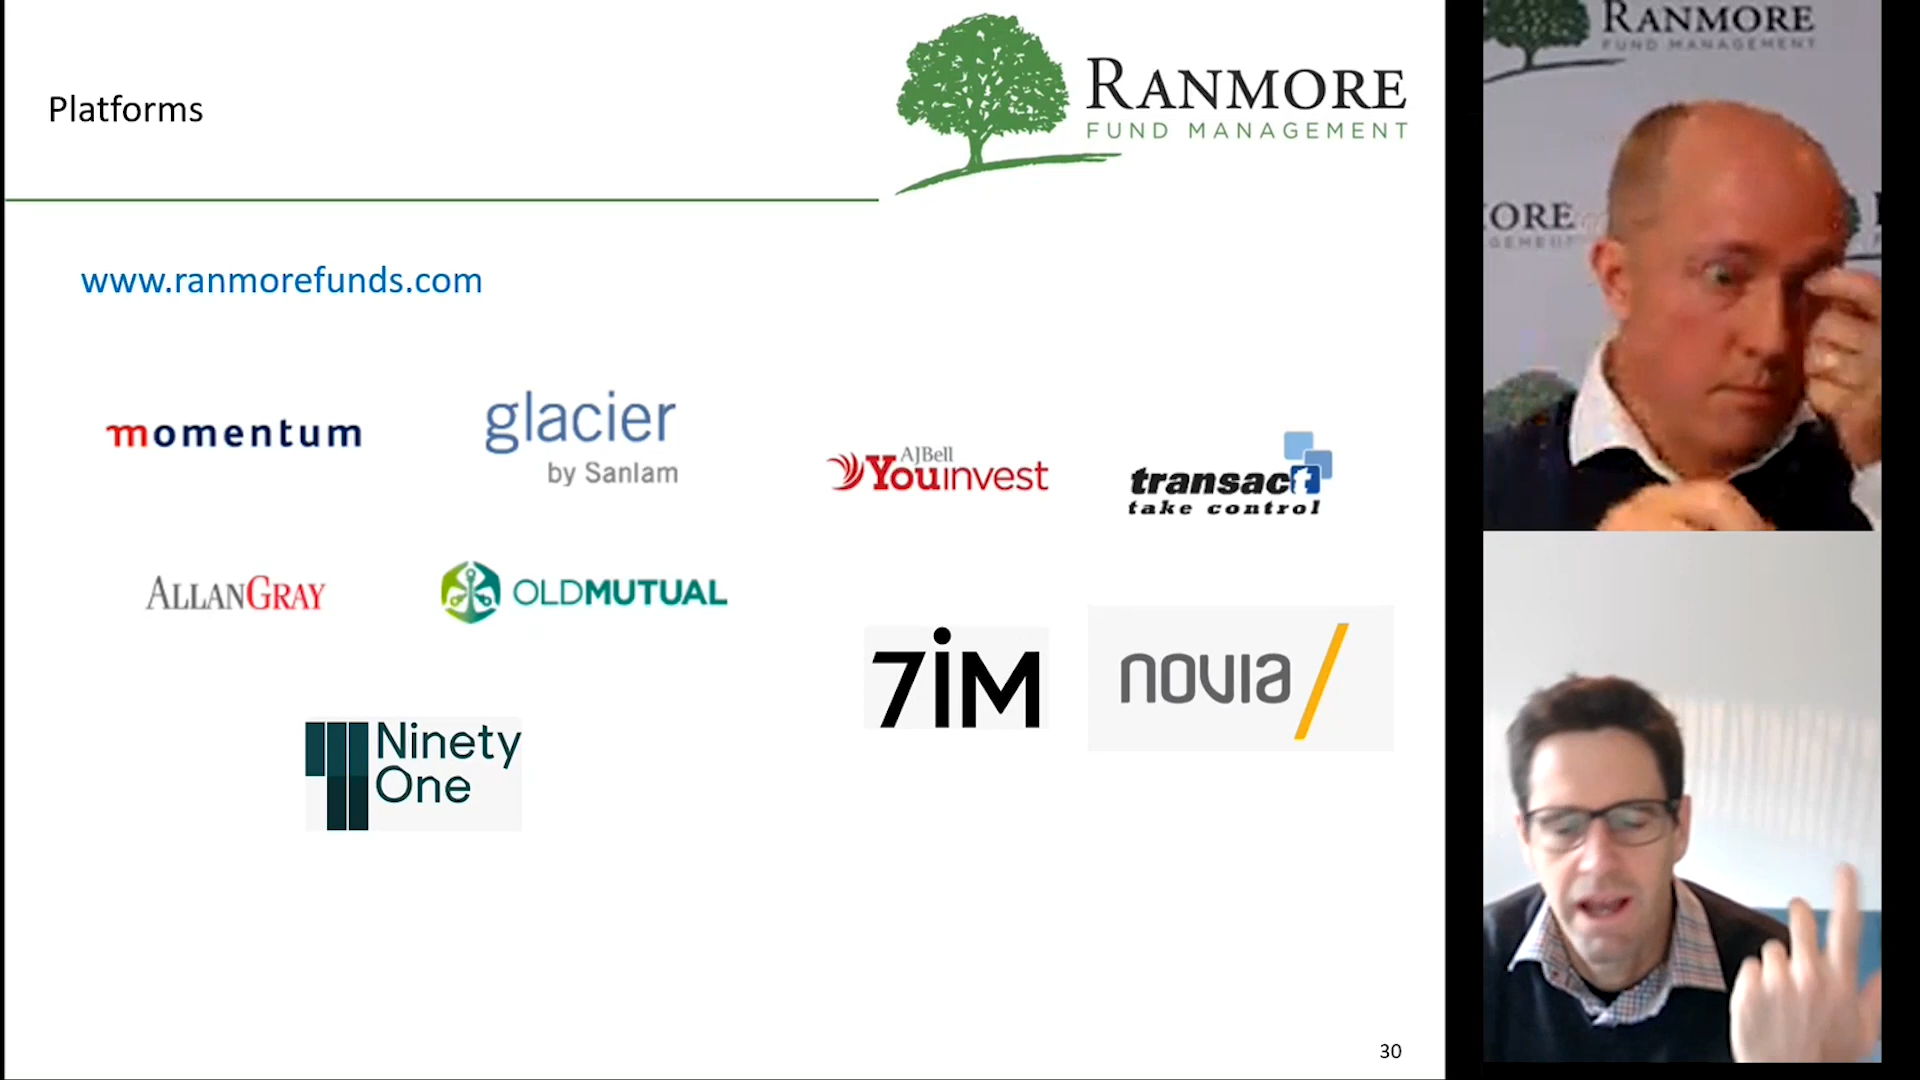 Platforms
RANMORE
FUND MANAGEMENT
www.ranmorefunds.com
momentum
glacier
by Sanlam
AJBell
Youinvest
transact
take control
ALLANGRAY
OLDMUTUAL
7iM
novia
Ninety
One
30
RANMORE
FUND MANAGEMENT